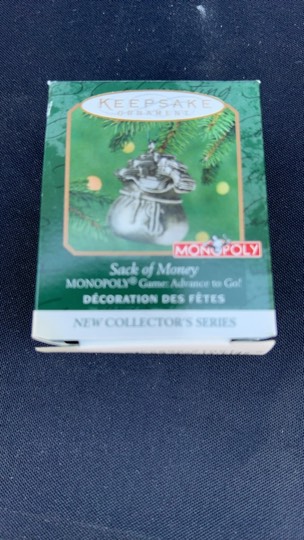 KEEPSAKE
ORNAMENT
MONOPOLY
Sack of Money
MONOPOLY® Game: Advance to Go!
DÉCORATION DES FÊTES
NEW COLLECTOR'S SERIES